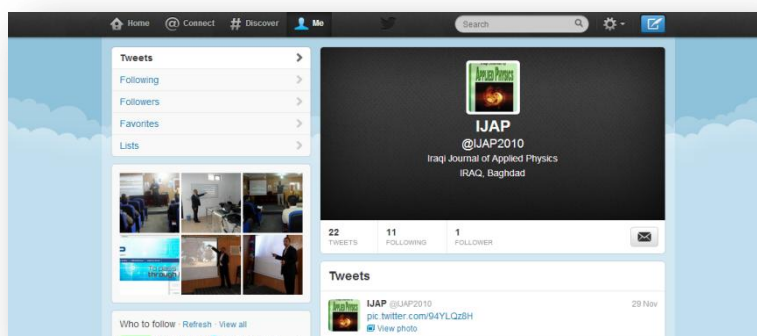 Home Connect Discover Me Search
Tweets
Following
Followers
Favorites
Lists
APPLIED PHYSICS
IJAP
@IJAP2010
Iraqi Journal of Applied Physics
IRAQ, Baghdad
22 11 1
TWEETS FOLLOWING FOLLOWER
Tweets
IJAP @IJAP2010 29 Nov
pic.twitter.com/94YLQz8H
View photo
Who to follow · Refresh · View all